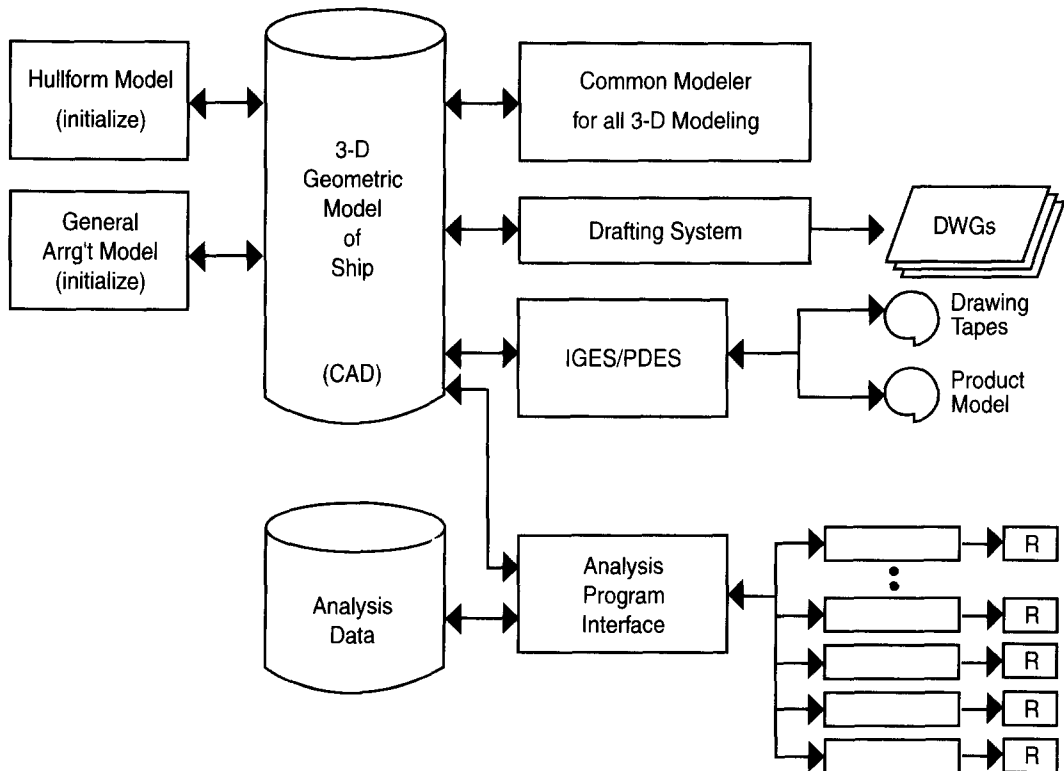 Hullform Model
(initialize)
General
Arrg't Model
(initialize)
3-D
Geometric
Model
of
Ship
(CAD)
Common Modeler
for all 3-D Modeling
Drafting System
DWGs
IGES/PDES
Drawing
Tapes
Product
Model
Analysis
Data
Analysis
Program
Interface
R
R
R
R
R